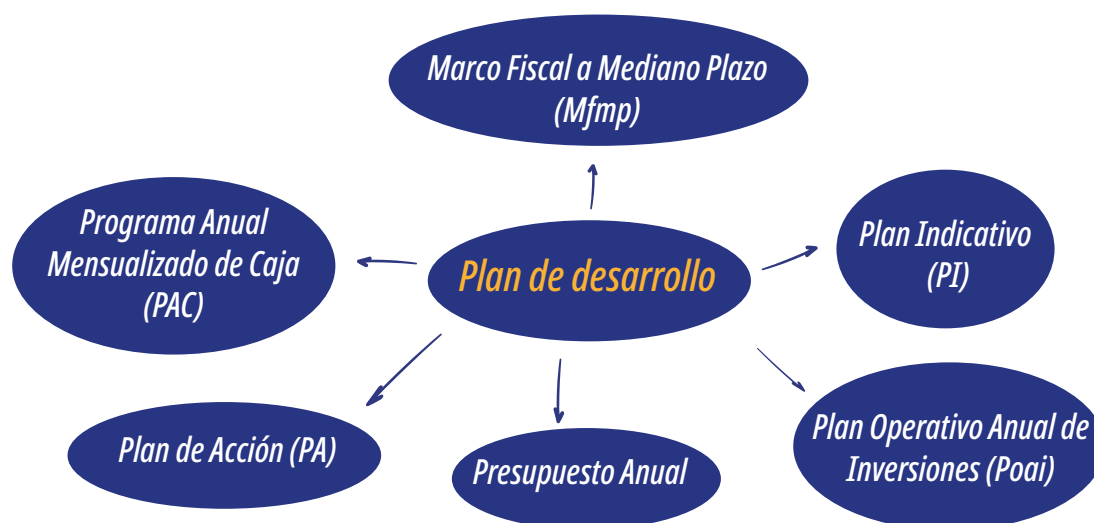 Marco Fiscal a Mediano Plazo
(Mfmp)
Programa Anual
Mensualizado de Caja
(PAC)
Plan de desarrollo
Plan Indicativo
(PI)
Plan de Acción (PA)
Presupuesto Anual
Plan Operativo Anual de
Inversiones (Poai)